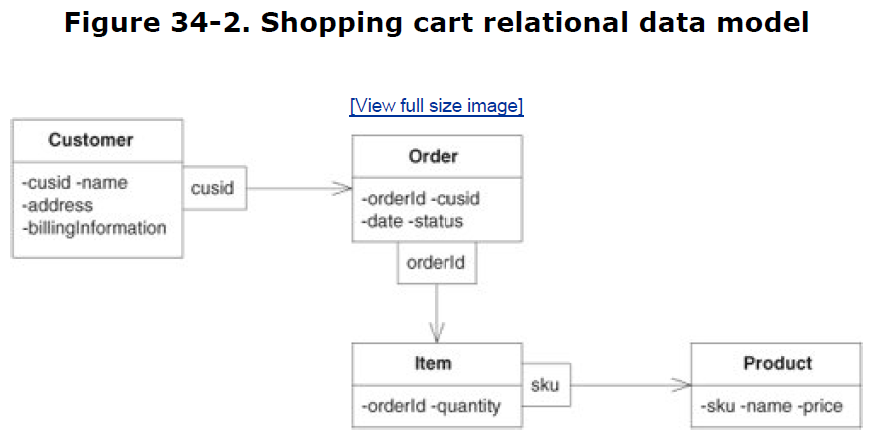 Figure 34-2. Shopping cart relational data model
[View full size image]
Customer
-cusid -name
-address
-billingInformation
cusid
Order
-orderId -cusid
-date -status
orderId
Item
-orderId -quantity
sku
Product
-sku -name -price